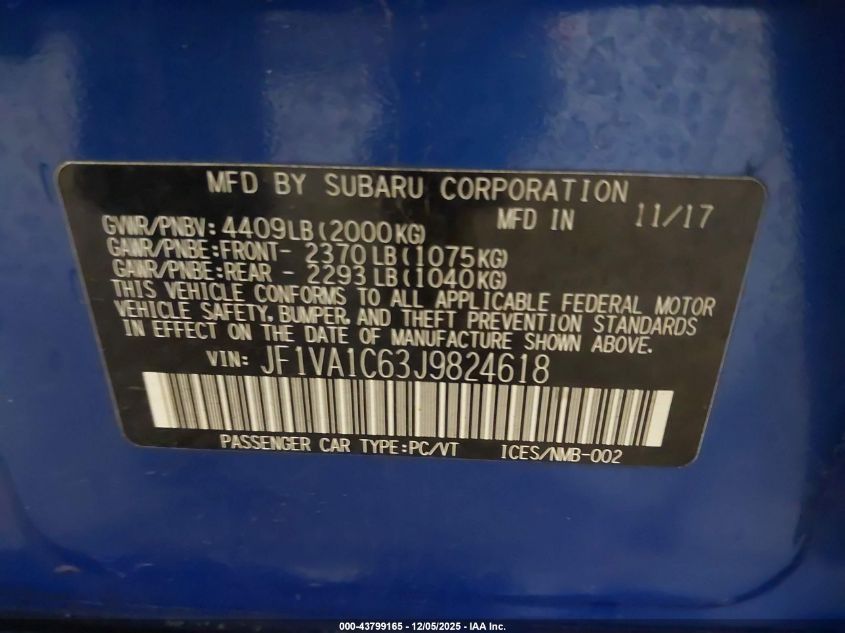 MFD BY SUBARU CORPORATION
MFD IN 11/17
GVWR/PNBV: 4409LB(2000KG)
GAWR/PNBE:FRONT- 2370LB(1075KG)
GAWR/PNBE:REAR - 2293LB(1040KG)
THIS VEHICLE CONFORMS TO ALL APPLICABLE FEDERAL MOTOR
VEHICLE SAFETY, BUMPER, AND THEFT PREVENTION STANDARDS
IN EFFECT ON THE DATE OF MANUFACTURE SHOWN ABOVE.
VIN: JF1VA1C63J9824618
PASSENGER CAR TYPE:PC/VT ICES/NMB-002
000-43799165 - 12/05/2025 - IAA Inc.